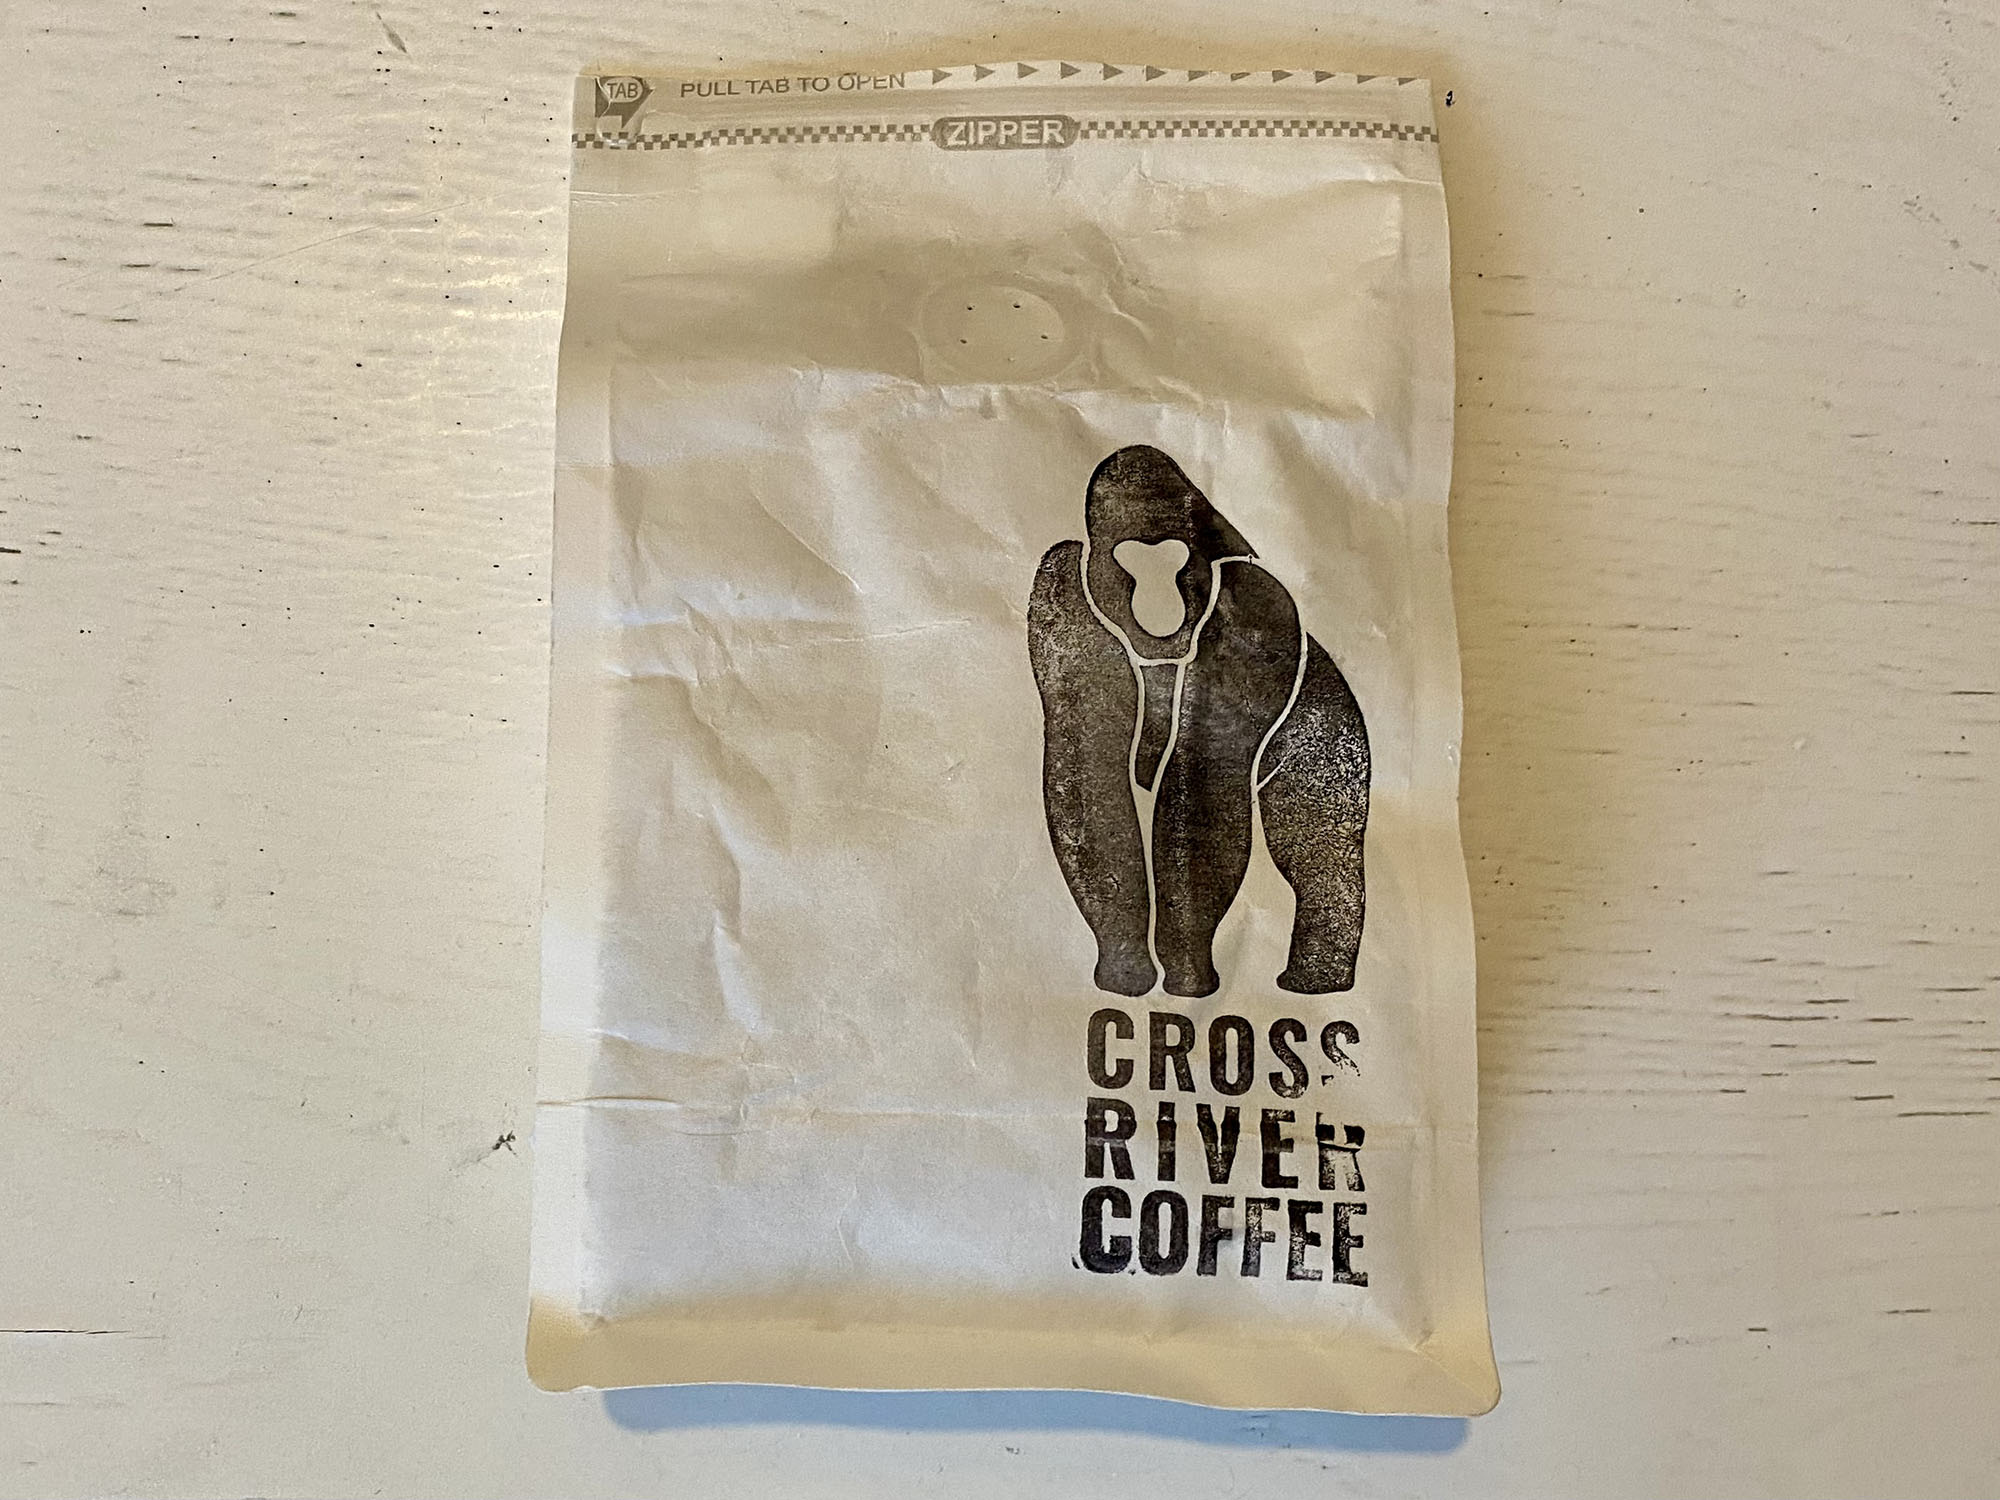 TAB
PULL TAB TO OPEN
ZIPPER
CROSS
RIVER
COFFEE